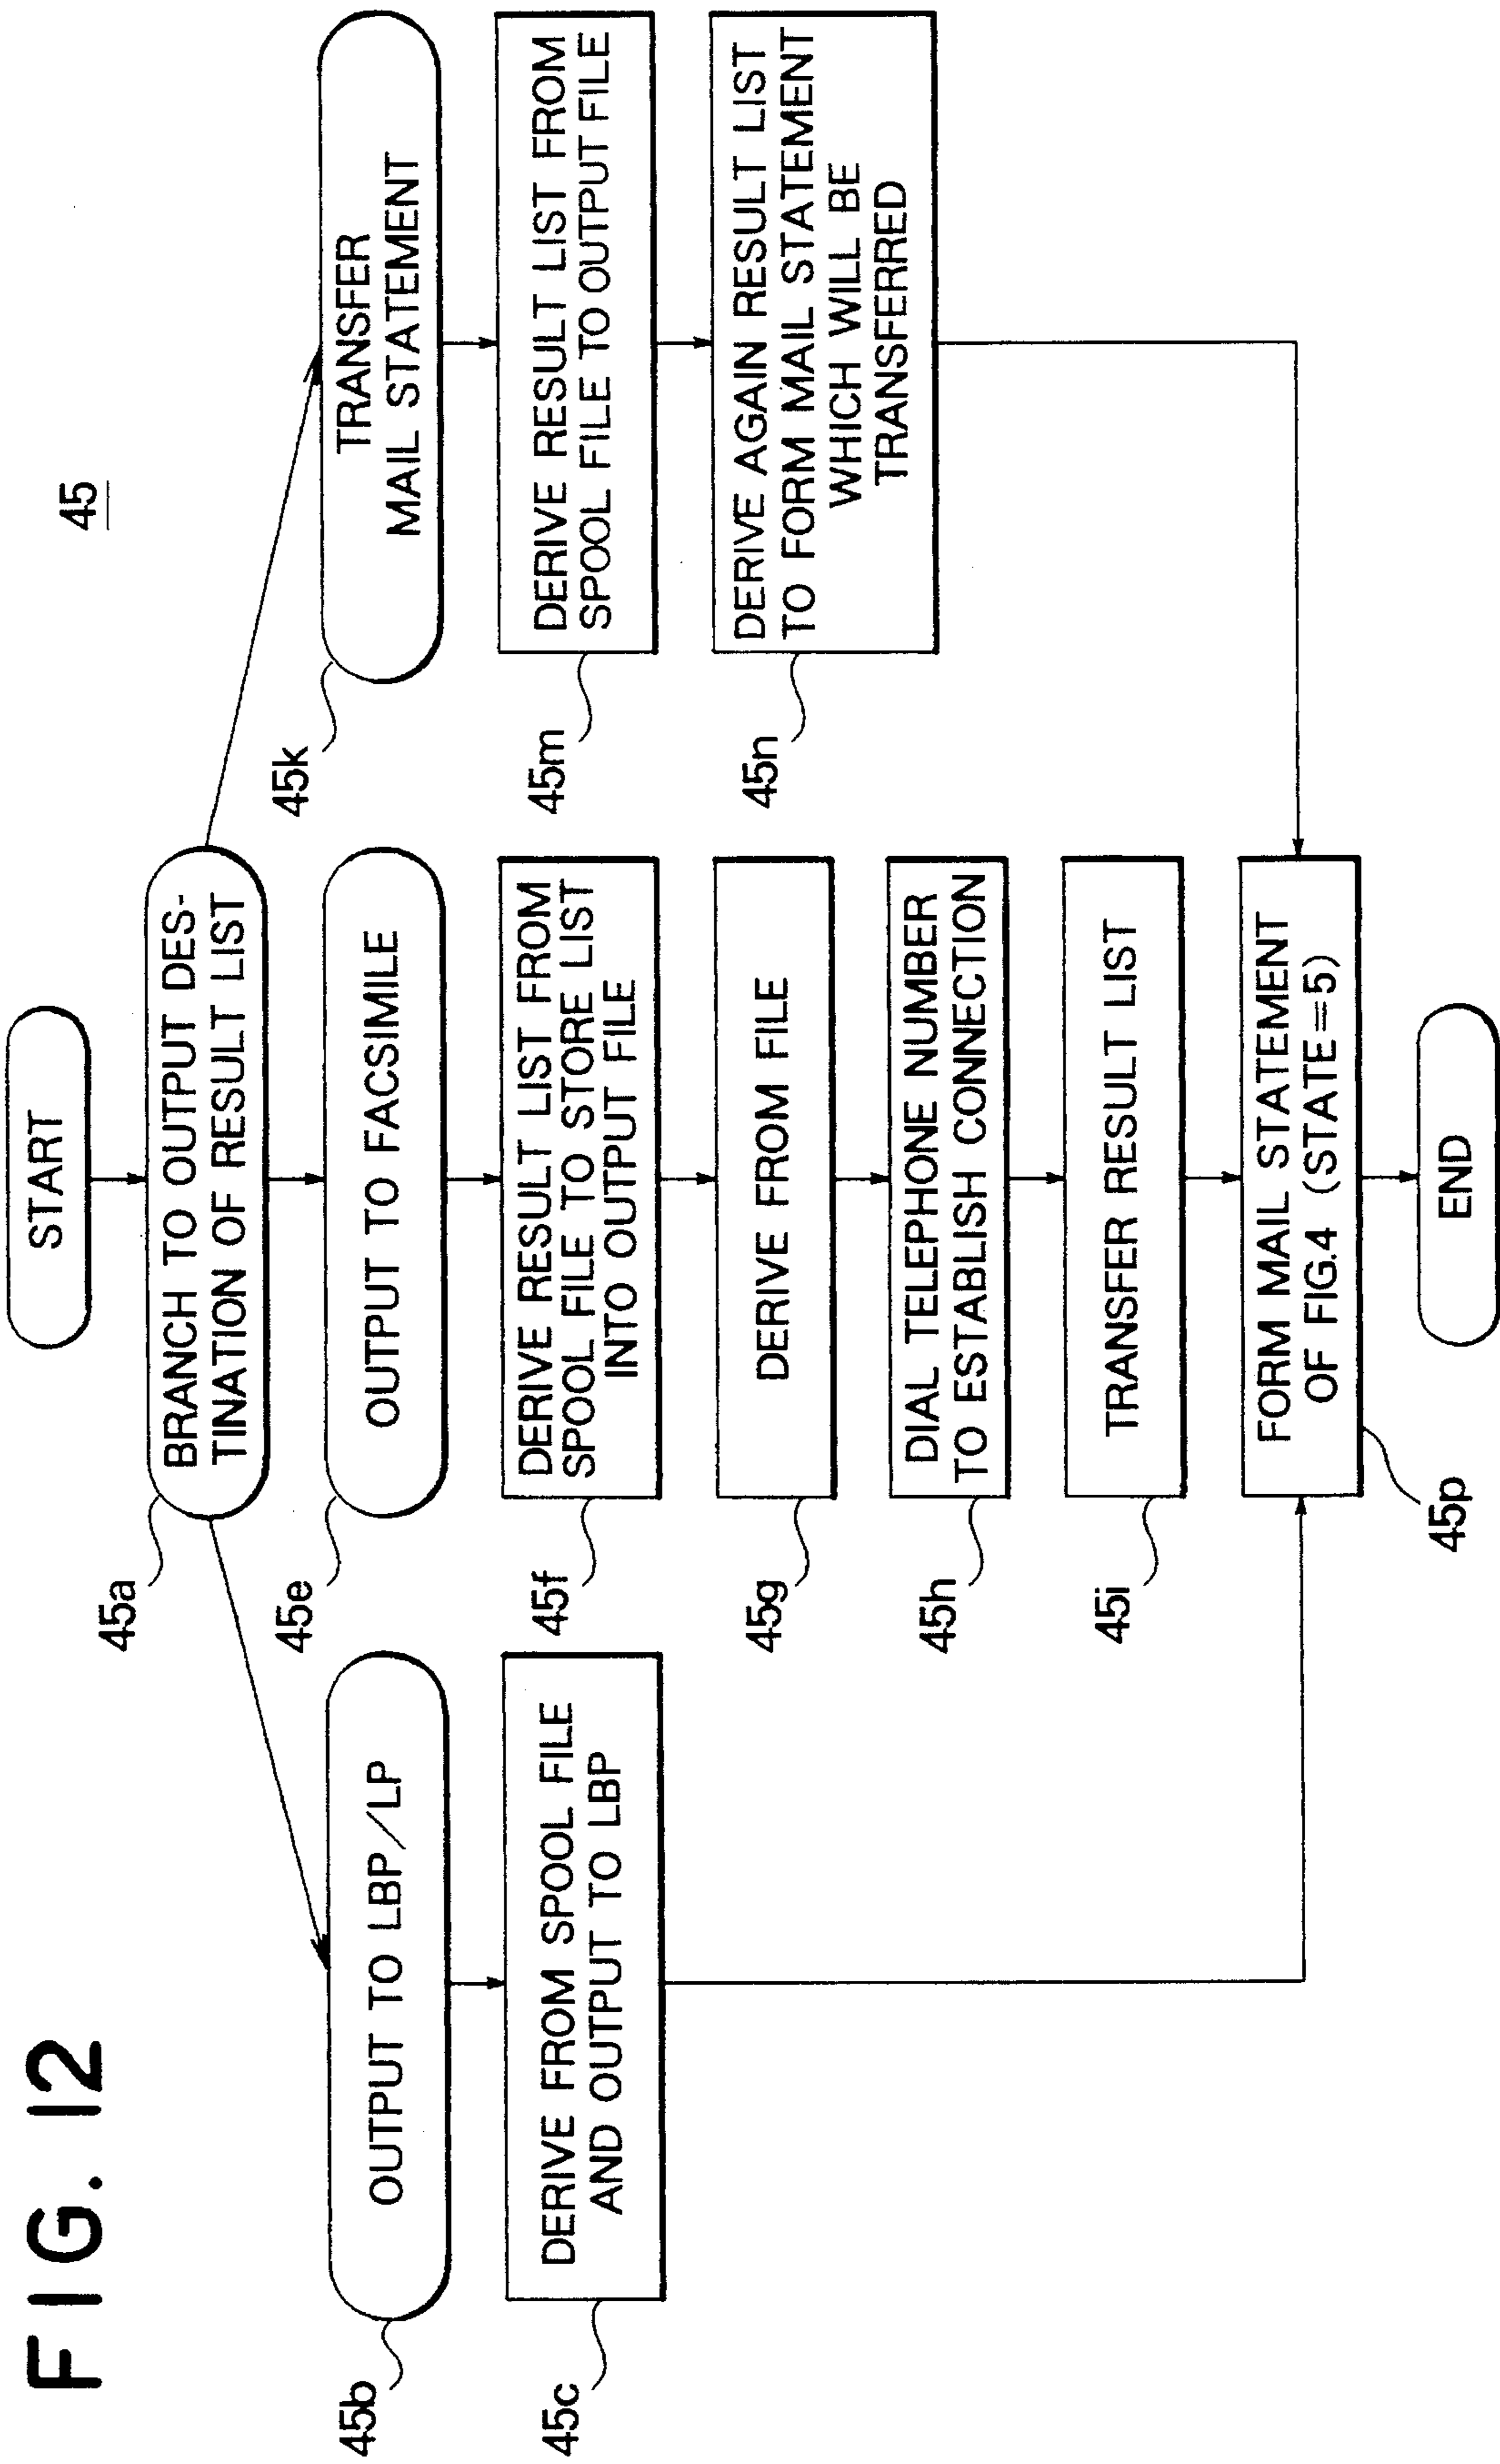 FIG. 12
45
START
45a
BRANCH TO OUTPUT DES-
TINATION OF RESULT LIST
45b
OUTPUT TO LBP/LP
45c
DERIVE FROM SPOOL FILE
AND OUTPUT TO LBP
45e
OUTPUT TO FACSIMILE
45f
DERIVE RESULT LIST FROM
SPOOL FILE TO STORE LIST
INTO OUTPUT FILE
45g
DERIVE FROM FILE
45h
DIAL TELEPHONE NUMBER
TO ESTABLISH CONNECTION
45i
TRANSFER RESULT LIST
45k
TRANSFER
MAIL STATEMENT
45m
DERIVE RESULT LIST FROM
SPOOL FILE TO OUTPUT FILE
45n
DERIVE AGAIN RESULT LIST
TO FORM MAIL STATEMENT
WHICH WILL BE
TRANSFERRED
FORM MAIL STATEMENT
OF FIG.4 (STATE=5)
45p
END